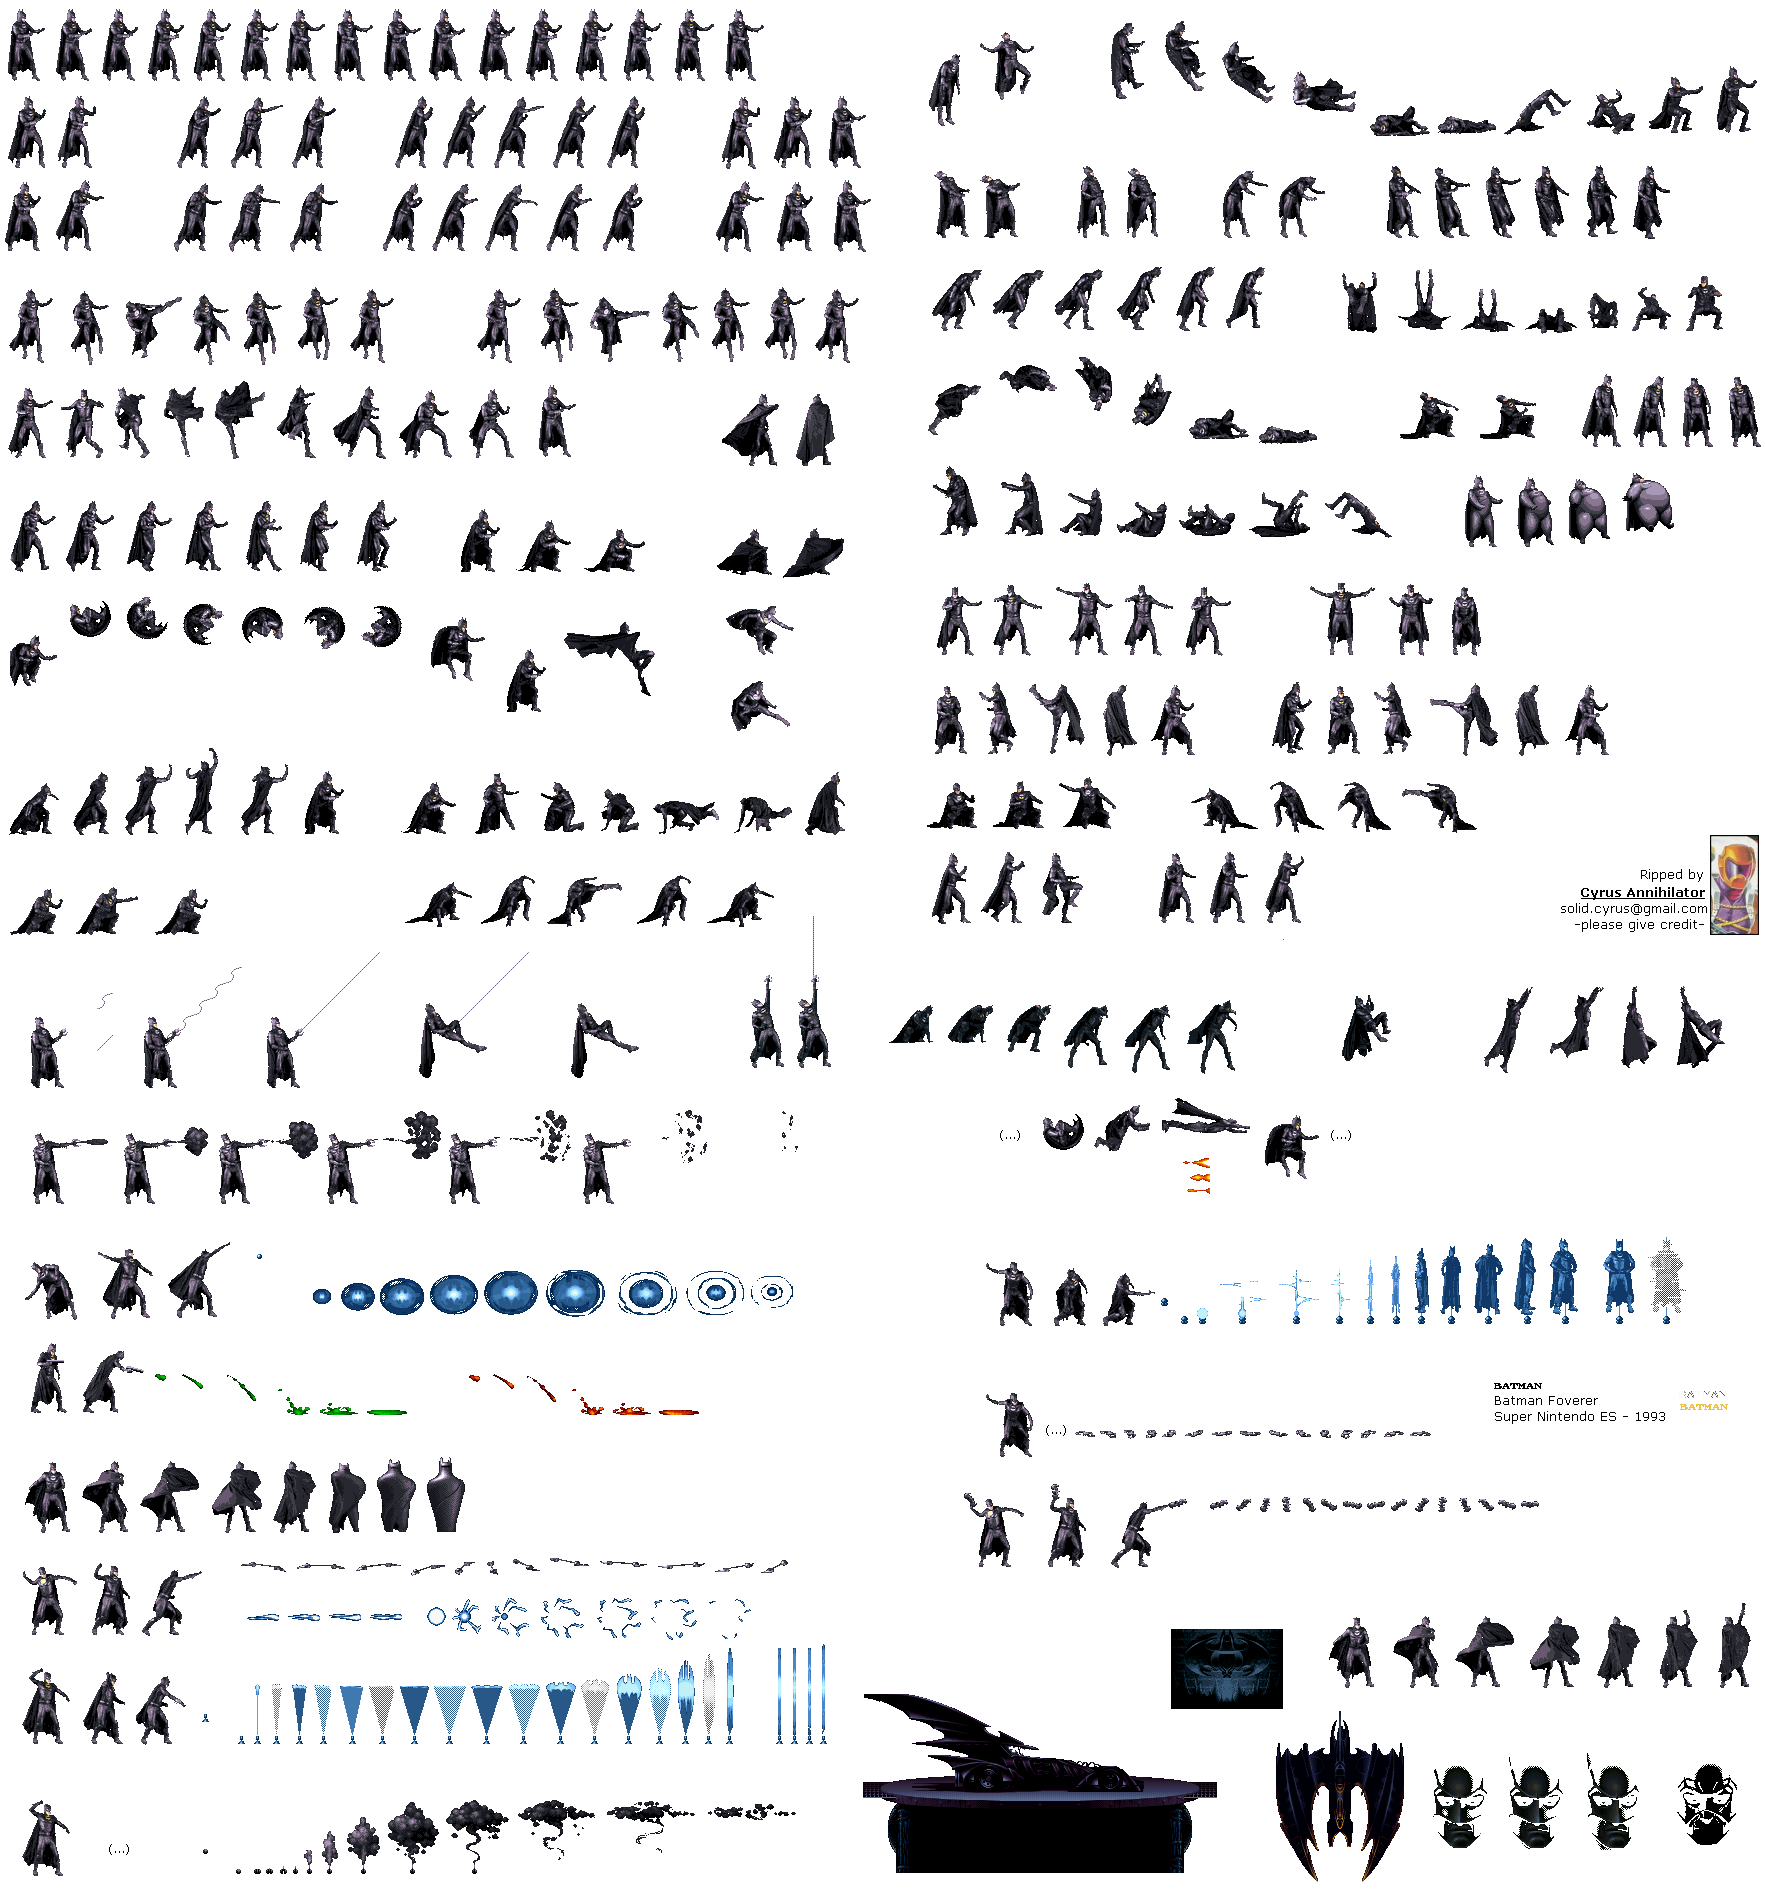 Ripped by
Cyrus Annihilator
solid.cyrus@gmail.com
-please give credit-
(...)
(...)
BATMAN
Batman Foverer
Super Nintendo ES - 1993
BATMAN
(...)
(...)